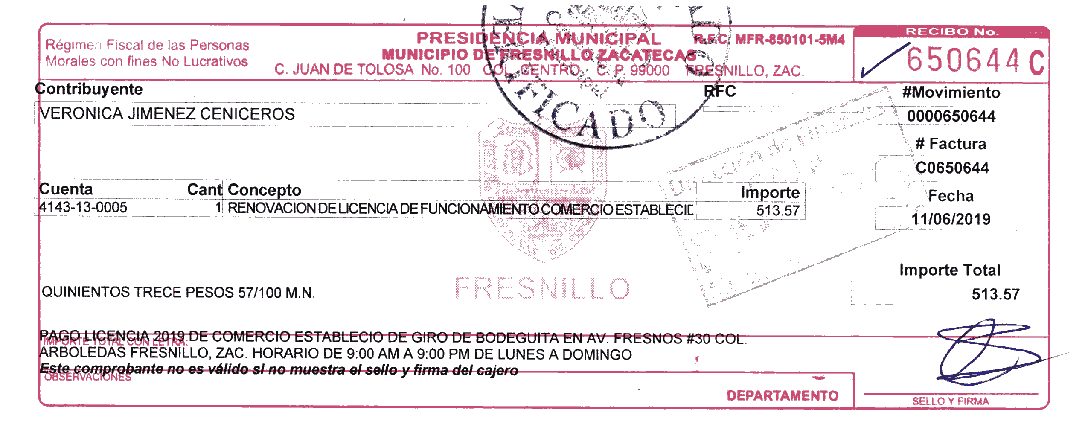 Régimen Fiscal de las Personas
Morales con fines No Lucrativos
PRESIDENCIA MUNICIPAL
MUNICIPIO DE FRESNILLO ZACATECAS
C. JUAN DE TOLOSA No. 100 COL. CENTRO, C. P. 99000 FRESNILLO, ZAC.
R.F.C. MFR-850101-5M4
RECIBO No.
650644 C
Contribuyente
RFC
VERONICA JIMENEZ CENICEROS
#Movimiento
0000650644
# Factura
C0650644
Fecha
11/06/2019
Cuenta Cant Concepto Importe
4143-13-0005 1 RENOVACION DE LICENCIA DE FUNCIONAMIENTO COMERCIO ESTABLECID 513.57
FRESNILLO
Importe Total
513.57
QUINIENTOS TRECE PESOS 57/100 M.N.
PAGO LICENCIA 2019 DE COMERCIO ESTABLECIO DE GIRO DE BODEGUITA EN AV. FRESNOS #30 COL.
IMPORTE TOTAL CON LETRA:
ARBOLEDAS FRESNILLO, ZAC. HORARIO DE 9:00 AM A 9:00 PM DE LUNES A DOMINGO
Este comprobante no es válido si no muestra el sello y firma del cajero
OBSERVACIONES
DEPARTAMENTO
SELLO Y FIRMA